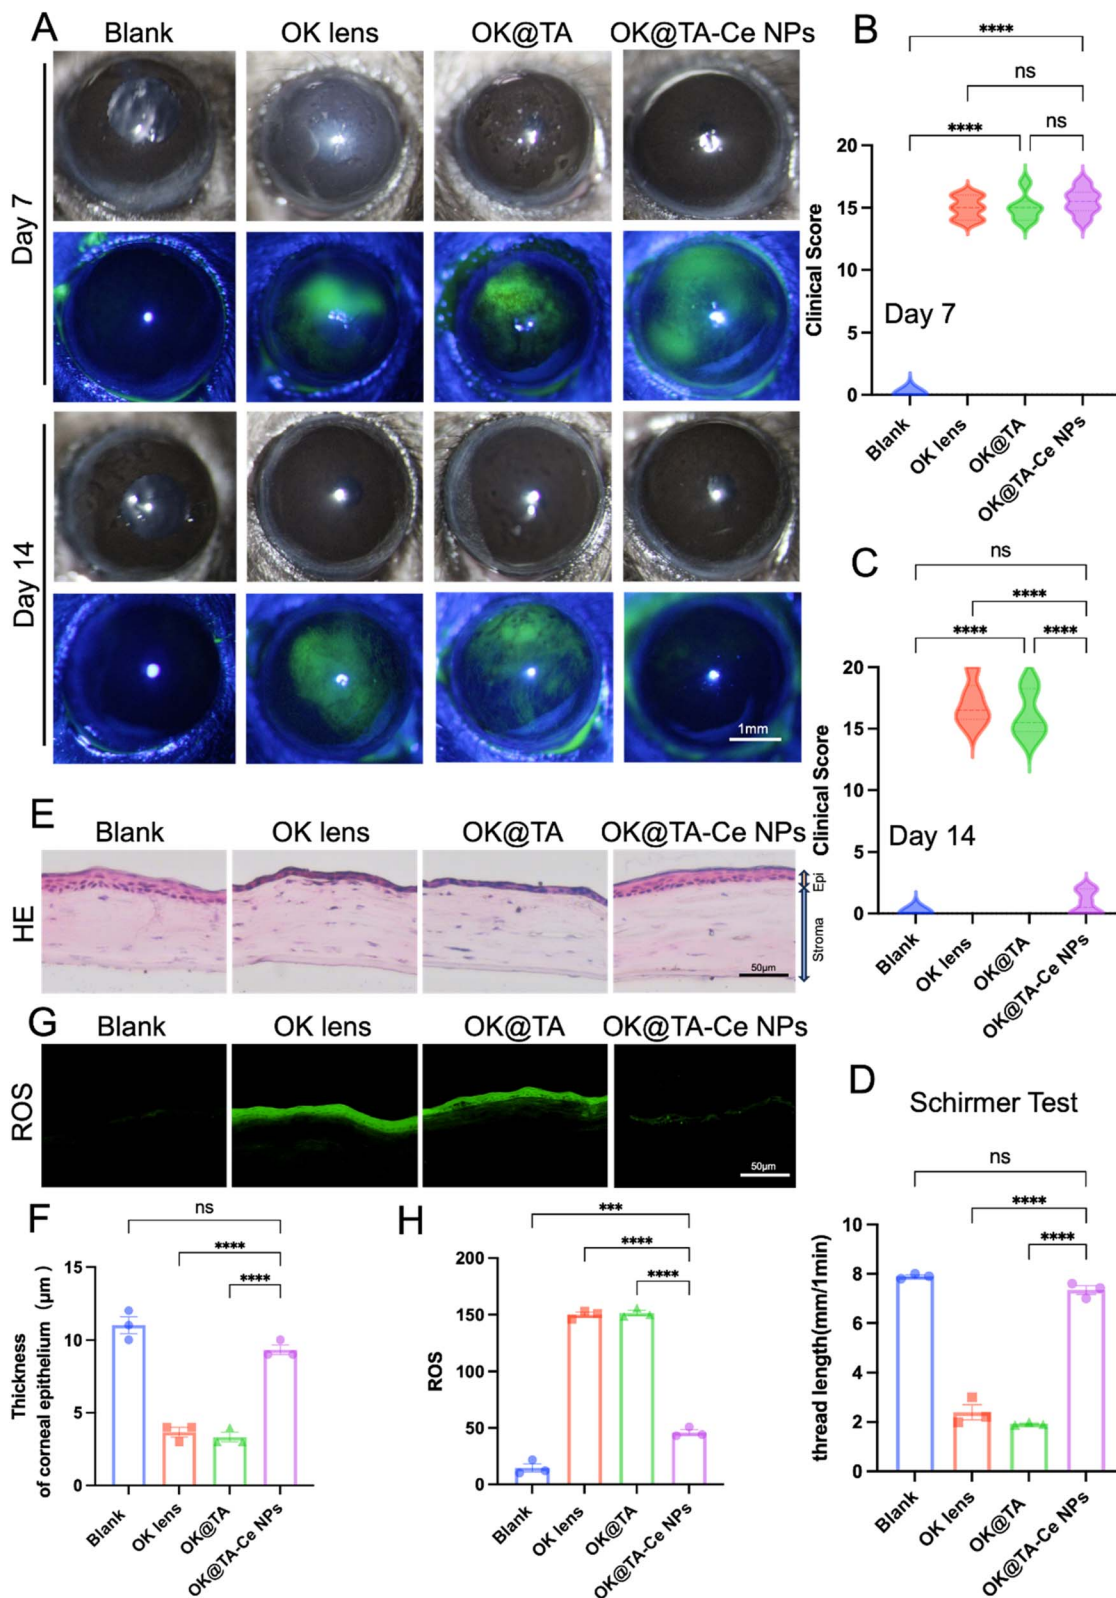 A
Blank
OK lens
OK@TA
OK@TA-Ce NPs
Day 7
Day 14
1mm
B
****
ns
****
ns
Clinical Score
20
15
10
5
0
Day 7
Blank
OK lens
OK@TA
OK@TA-Ce NPs
C
ns
****
****
****
Clinical Score
20
15
10
5
0
Day 14
Blank
OK lens
OK@TA
OK@TA-Ce NPs
E
Blank
OK lens
OK@TA
OK@TA-Ce NPs
HE
Epi
Stroma
50µm
G
Blank
OK lens
OK@TA
OK@TA-Ce NPs
ROS
50µm
D
Schirmer Test
ns
****
****
thread length(mm/1min)
10
8
6
4
2
0
Blank
OK lens
OK@TA
OK@TA-Ce NPs
F
ns
****
****
Thickness
of corneal epithelium (µm)
15
10
5
0
Blank
OK lens
OK@TA
OK@TA-Ce NPs
H
***
****
****
ROS
200
150
100
50
0
Blank
OK lens
OK@TA
OK@TA-Ce NPs